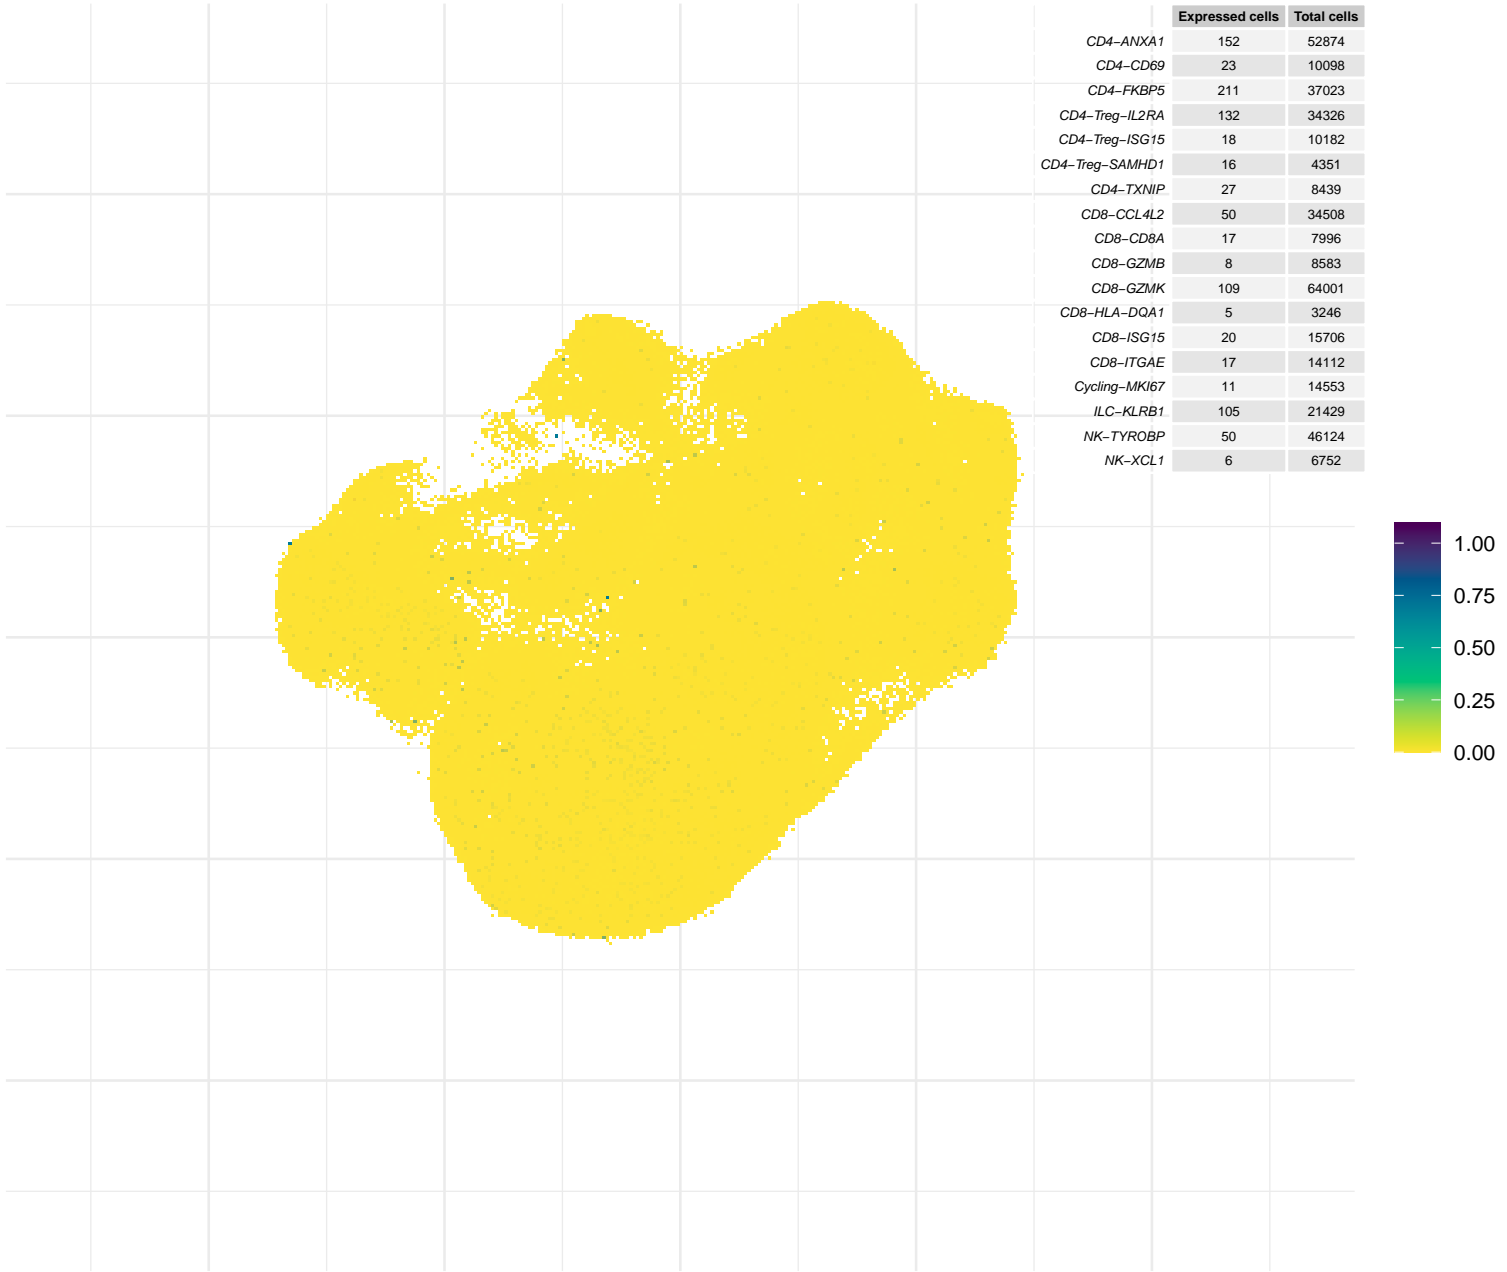 Expressed cells Total cells
CD4−ANXA1 152 52874
CD4−CD69 23 10098
CD4−FKBP5 211 37023
CD4−Treg−IL2RA 132 34326
CD4−Treg−ISG15 18 10182
CD4−Treg−SAMHD1 16 4351
CD4−TXNIP 27 8439
CD8−CCL4L2 50 34508
CD8−CD8A 17 7996
CD8−GZMB 8 8583
CD8−GZMK 109 64001
CD8−HLA−DQA1 5 3246
CD8−ISG15 20 15706
CD8−ITGAE 17 14112
Cycling−MKI67 11 14553
ILC−KLRB1 105 21429
NK−TYROBP 50 46124
NK−XCL1 6 6752
1.00
0.75
0.50
0.25
0.00